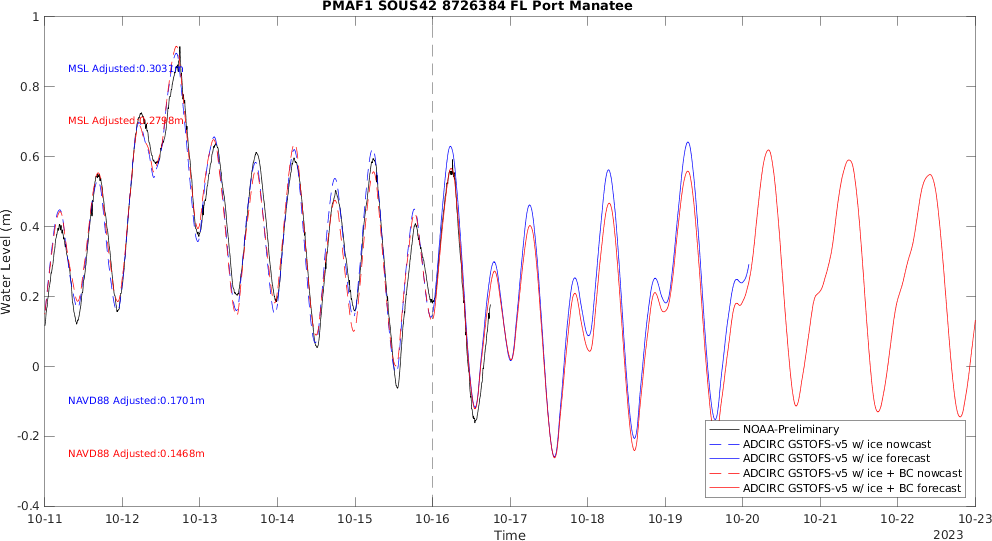 PMAF1 SOUS42 8726384 FL Port Manatee
1
0.8
0.6
0.4
0.2
0
-0.2
-0.4
Water Level (m)
MSL Adjusted:0.3031m
MSL Adjusted:0.2798m
NAVD88 Adjusted:0.1701m
NAVD88 Adjusted:0.1468m
NOAA-Preliminary
ADCIRC GSTOFS-v5 w/ ice nowcast
ADCIRC GSTOFS-v5 w/ ice forecast
ADCIRC GSTOFS-v5 w/ ice + BC nowcast
ADCIRC GSTOFS-v5 w/ ice + BC forecast
10-11 10-12 10-13 10-14 10-15 10-16 10-17 10-18 10-19 10-20 10-21 10-22 10-23
Time
2023